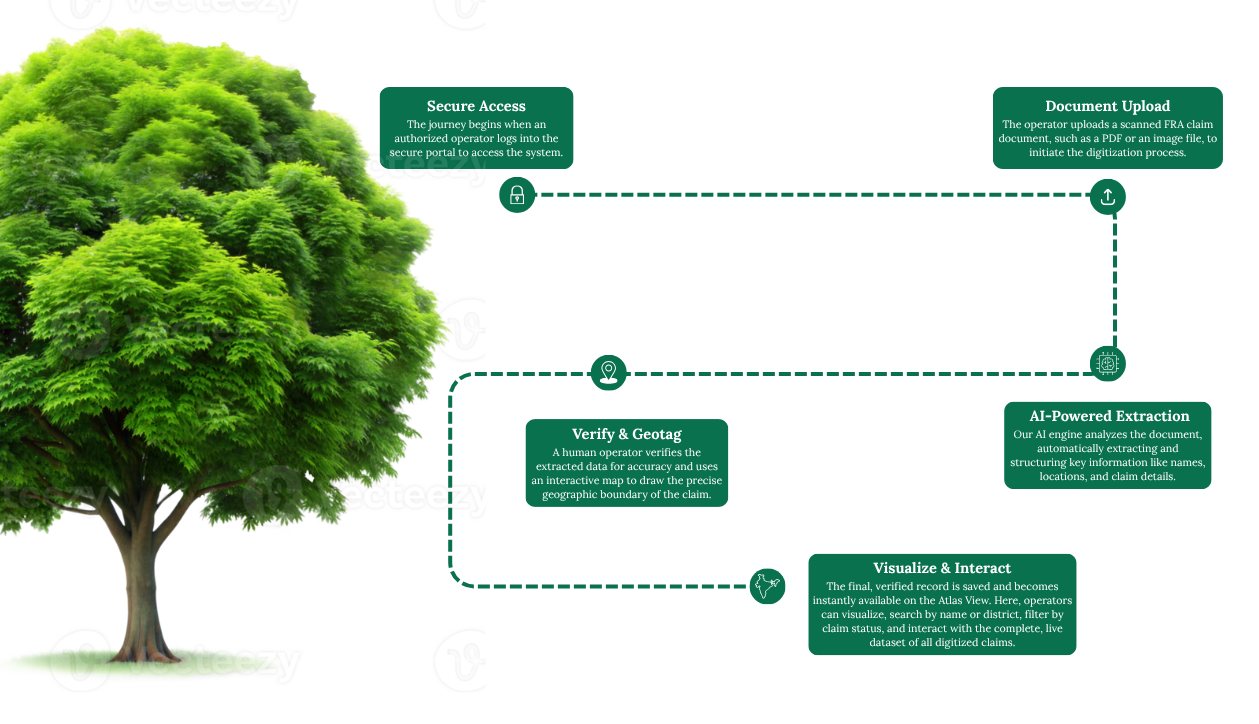 Secure Access
The journey begins when an
authorized operator logs into the
secure portal to access the system.
Document Upload
The operator uploads a scanned FRA claim
document, such as a PDF or an image file, to
initiate the digitization process.
AI-Powered Extraction
Our AI engine analyzes the document,
automatically extracting and
structuring key information like names,
locations, and claim details.
Verify & Geotag
A human operator verifies the
extracted data for accuracy and uses
an interactive map to draw the precise
geographic boundary of the claim.
Visualize & Interact
The final, verified record is saved and becomes
instantly available on the Atlas View. Here, operators
can visualize, search by name or district, filter by
claim status, and interact with the complete, live
dataset of all digitized claims.
vecteezy
vecteezy
vecteezy
vecteezy